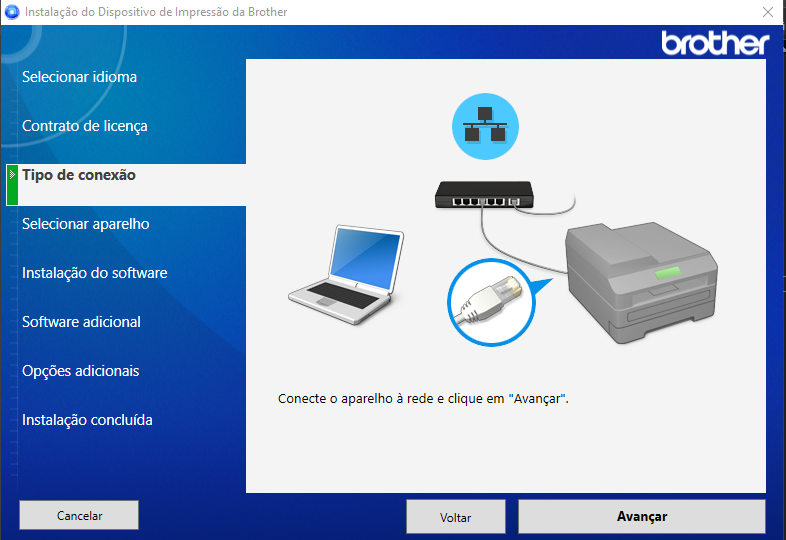 Instalação do Dispositivo de Impressão da Brother
brother
Selecionar idioma
Contrato de licença
Tipo de conexão
Selecionar aparelho
Instalação do software
Software adicional
Opções adicionais
Instalação concluída
Conecte o aparelho à rede e clique em "Avançar".
Cancelar
Voltar
Avançar